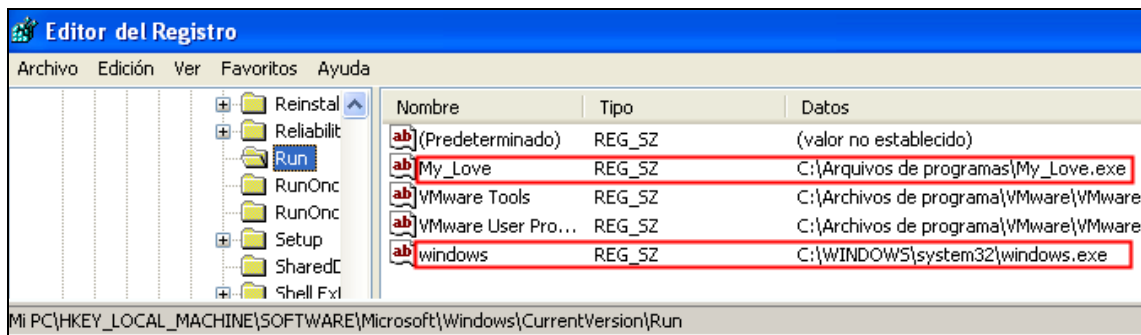 Editor del Registro
Archivo Edición Ver Favoritos Ayuda
Reinstal
Reliabilit
Run
RunOnc
RunOnc
Setup
Shell Ext
Nombre Tipo Datos
(Predeterminado) REG_SZ (valor no establecido)
My_Love REG_SZ C:\Arquivos de programas\My_Love.exe
VMware Tools REG_SZ C:\Archivos de programa\VMware\VMware
VMware User Pro... REG_SZ C:\Archivos de programa\VMware\VMware
windows REG_SZ C:\WINDOWS\system32\windows.exe
Mi PC\HKEY_LOCAL_MACHINE\SOFTWARE\Microsoft\Windows\CurrentVersion\Run